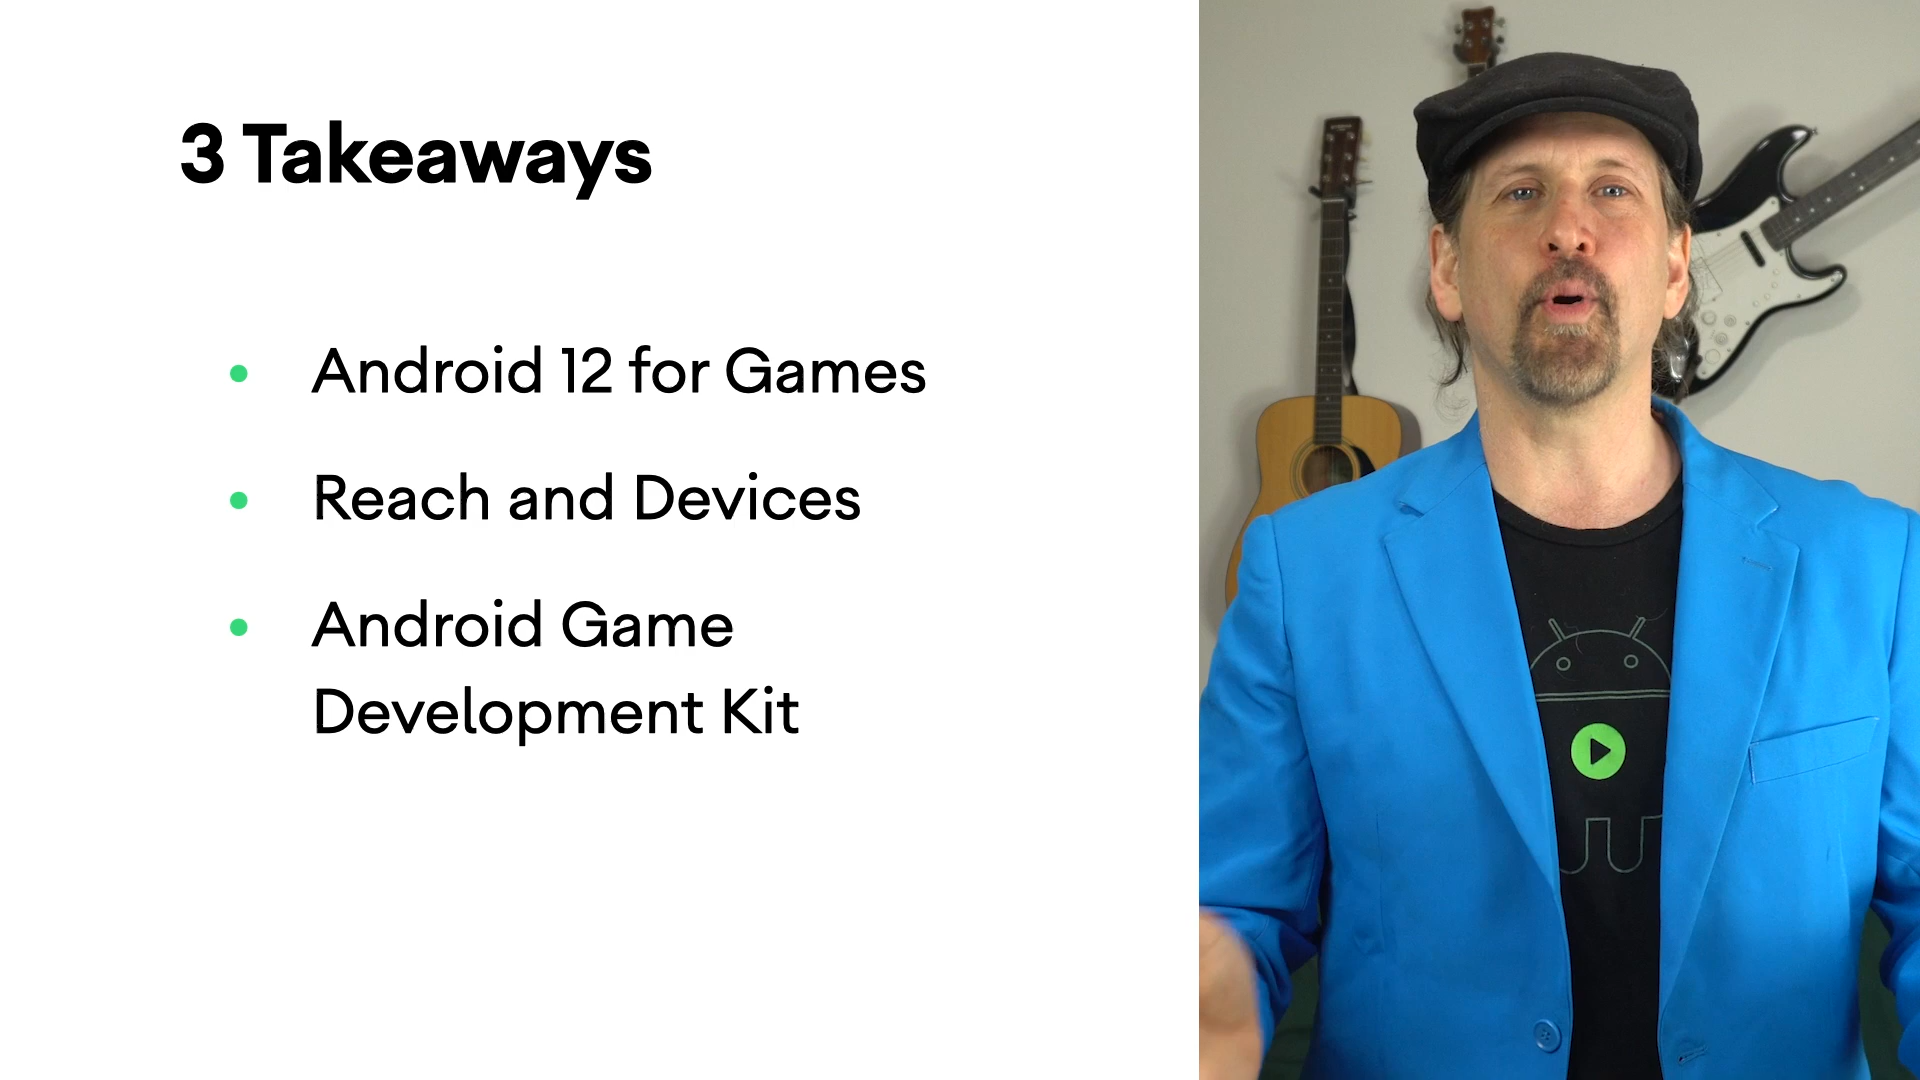 3 Takeaways
• Android 12 for Games
• Reach and Devices
• Android Game
Development Kit